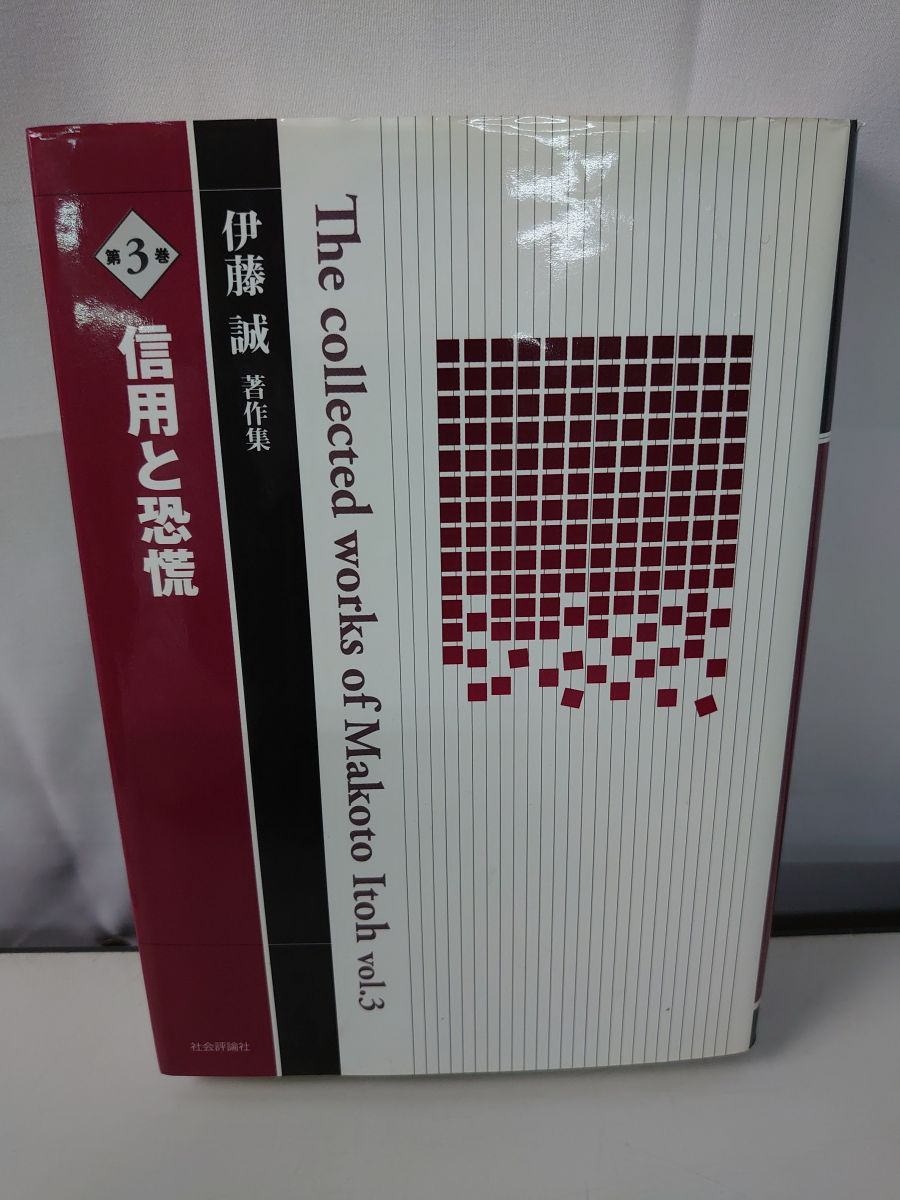 第3巻
信用と恐慌
伊藤 誠 著作集
The collected works of Makoto Itoh vol.3
社会評論社